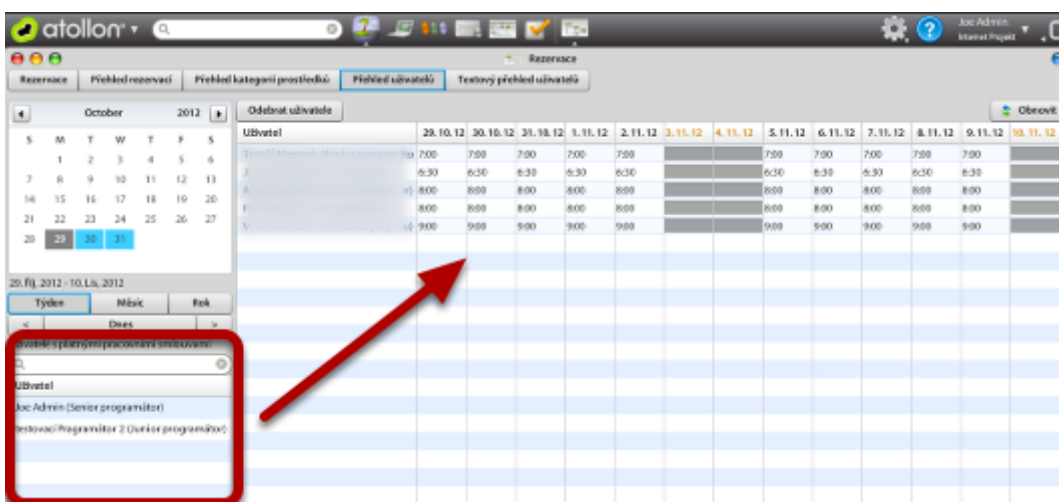 atollon
Joe Admin
Internet Projekt
Rezervace
Rezervace Přehled rezervací Přehled kategorií prostředků Přehled uživatelů Textový přehled uživatelů
October 2012 Odebrat uživatele Obnovit
Uživatel 29. 10. 12 30. 10. 12 31. 10. 12 1. 11. 12 2. 11. 12 3. 11. 12 4. 11. 12 5. 11. 12 6. 11. 12 7. 11. 12 8. 11. 12 9. 11. 12 10. 11. 12
S M T W T F S
7:00 7:00 7:00 7:00 7:00 7:00 7:00 7:00 7:00 7:00
1 2 3 4 5 6
6:30 6:30 6:30 6:30 6:30 6:30 6:30 6:30 6:30 6:30
7 8 9 10 11 12 13
8:00 8:00 8:00 8:00 8:00 8:00 8:00 8:00 8:00 8:00
14 15 16 17 18 19 20
8:00 8:00 8:00 8:00 8:00 8:00 8:00 8:00 8:00 8:00
21 22 23 24 25 26 27
9:00 9:00 9:00 9:00 9:00 9:00 9:00 9:00 9:00 9:00
28 29 30 31
29. Říj, 2012 - 10. Lis, 2012
Týden Měsíc Rok
< Dnes >
s platnými pracovními smlouvami
Uživatel
Joe Admin (Senior programátor)
testovací Programátor 2 (Junior programátor)